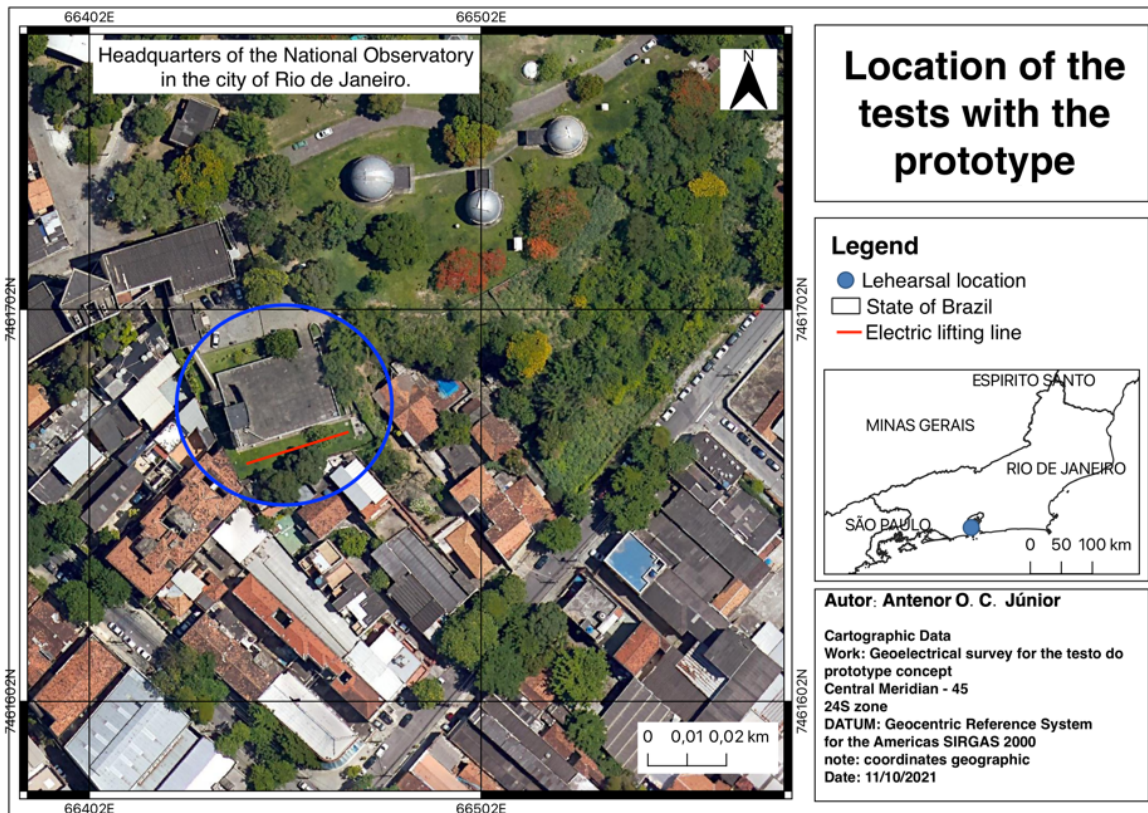 66402E
66502E
Headquarters of the National Observatory
in the city of Rio de Janeiro.
N
7461702N
7461702N
7461602N
7461602N
0 0,01 0,02 km
66402E
66502E
Location of the
tests with the
prototype
Legend
Lehearsal location
State of Brazil
Electric lifting line
ESPIRITO SANTO
MINAS GERAIS
RIO DE JANEIRO
SÃO PAULO
0 50 100 km
Autor: Antenor O. C. Júnior
Cartographic Data
Work: Geoelectrical survey for the testo do
prototype concept
Central Meridian - 45
24S zone
DATUM: Geocentric Reference System
for the Americas SIRGAS 2000
note: coordinates geographic
Date: 11/10/2021